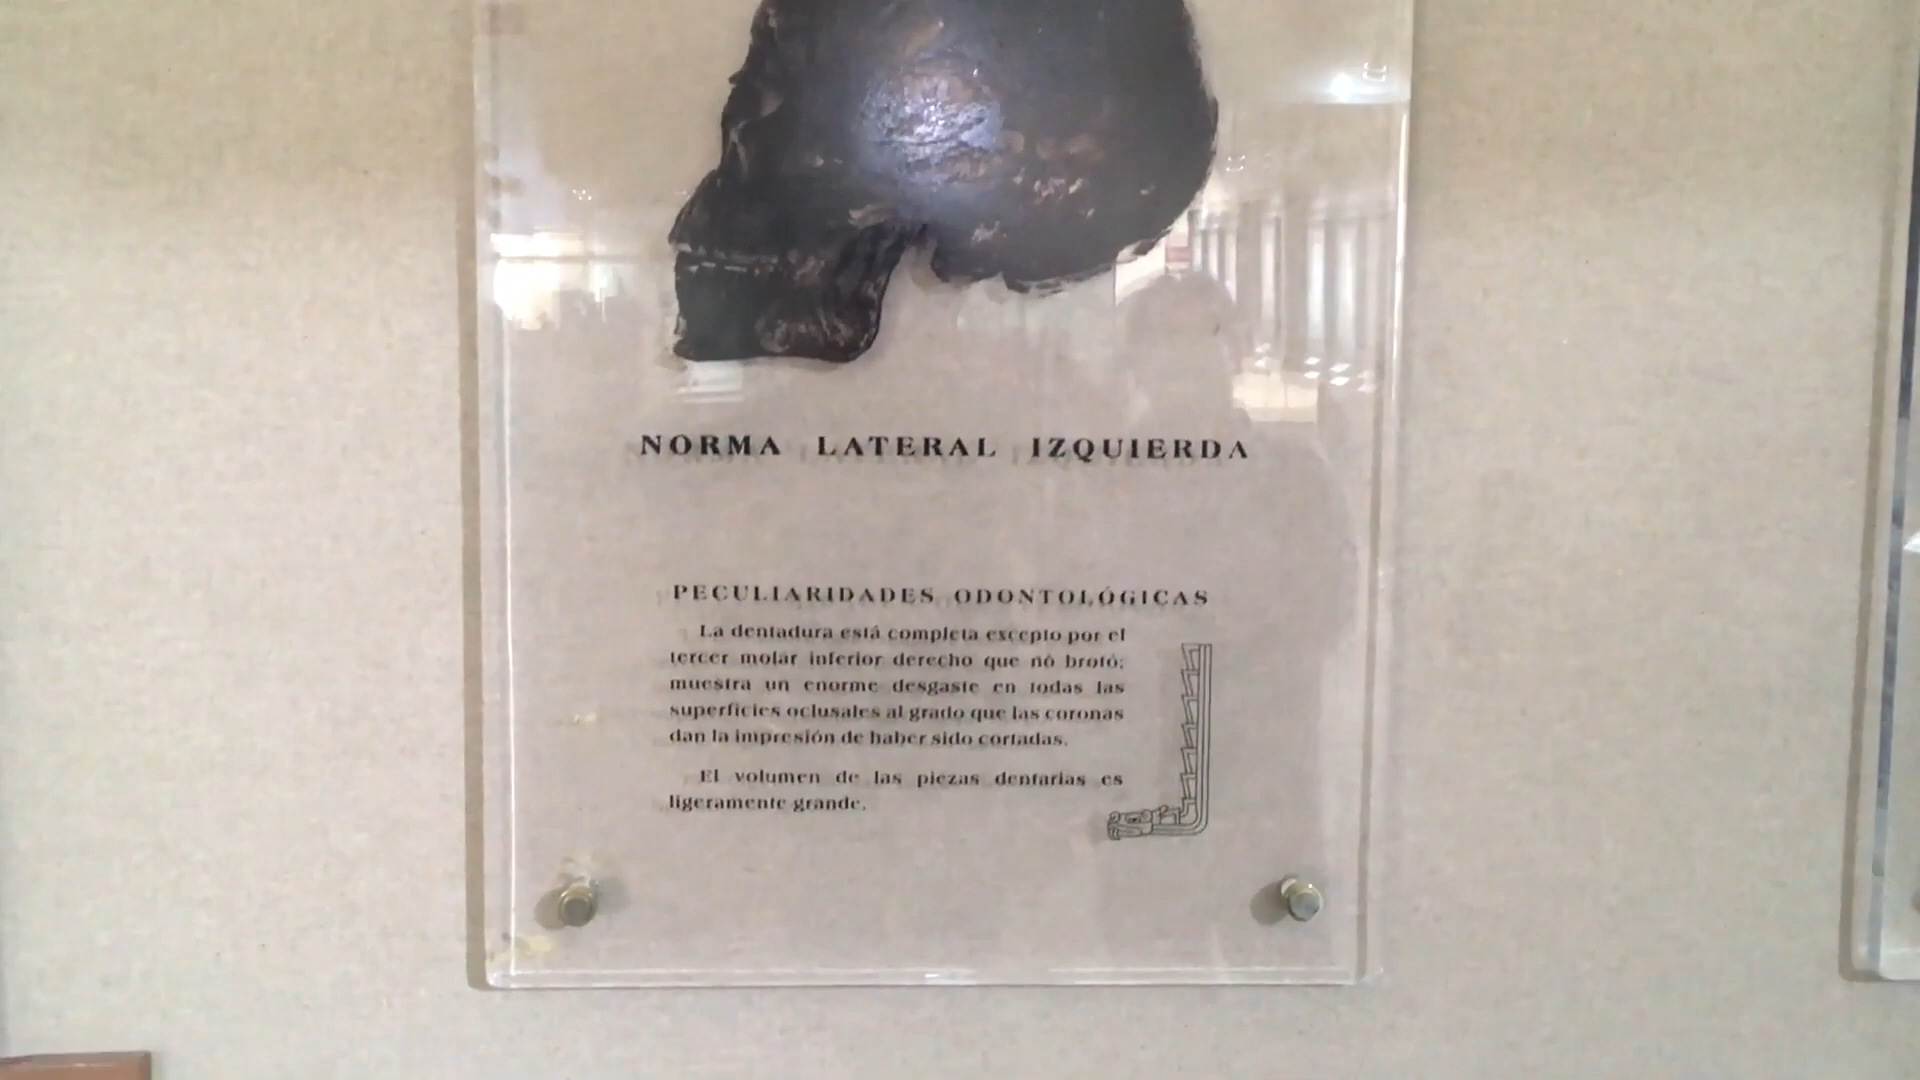 NORMA LATERAL IZQUIERDA
PECULIARIDADES ODONTOLÓGICAS
La dentadura está completa excepto por el
tercer molar inferior derecho que nó brotó;
muestra un enorme desgaste en todas las
superficies oclusales al grado que las coronas
dan la impresión de haber sido cortadas.
El volumen de las piezas dentarias es
ligeramente grande.